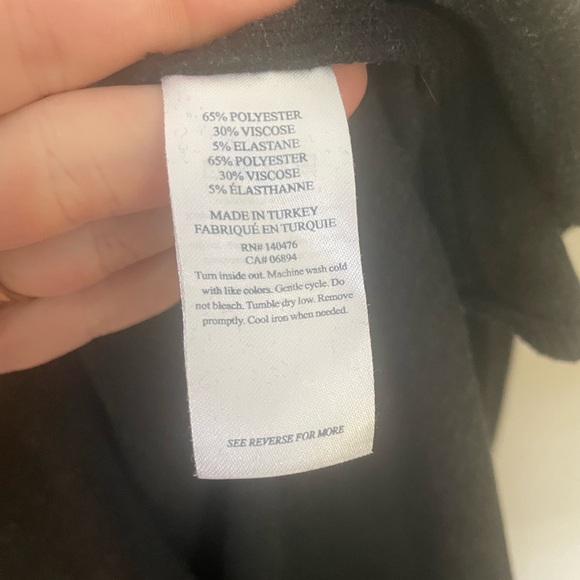 65% POLYESTER
30% VISCOSE
5% ELASTANE
65% POLYESTER
30% VISCOSE
5% ÉLASTHANNE
MADE IN TURKEY
FABRIQUÉ EN TURQUIE
RN# 140476
CA# 06894
Turn inside out. Machine wash cold
with like colors. Gentle cycle. Do
not bleach. Tumble dry low. Remove
promptly. Cool iron when needed.
SEE REVERSE FOR MORE